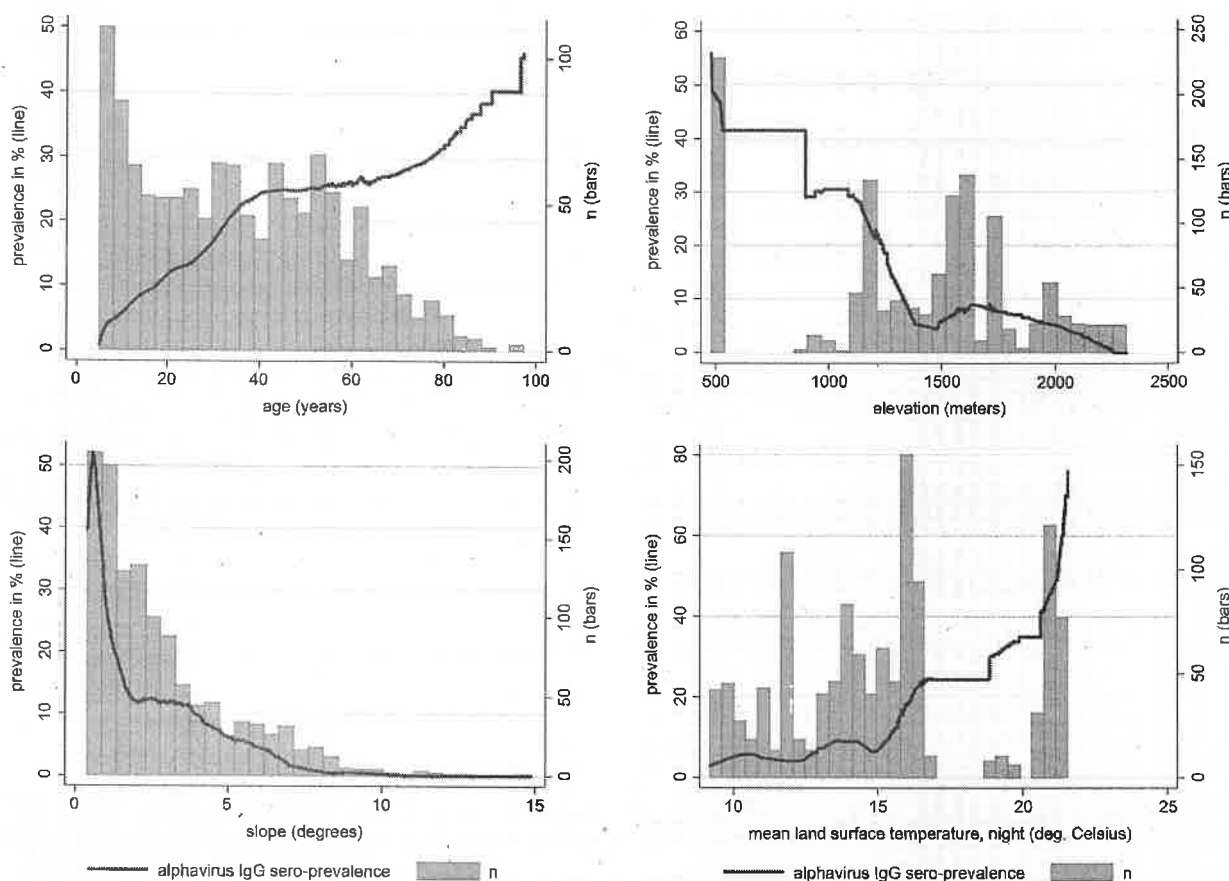 prevalence in % (line)
50
40
30
20
10
0
100
50
0
n (bars)
0 20 40 60 80 100
age (years)
prevalence in % (line)
60
50
40
30
20
10
0
250
200
150
100
50
0
n (bars)
500 1000 1500 2000 2500
elevation (meters)
prevalence in % (line)
50
40
30
20
10
0
200
150
100
50
0
n (bars)
0 5 10 15
slope (degrees)
prevalence in % (line)
80
60
40
20
0
150
100
50
0
n (bars)
10 15 20 25
mean land surface temperature, night (deg. Celsius)
alphavirus IgG sero-prevalence n
alphavirus IgG sero-prevalence n